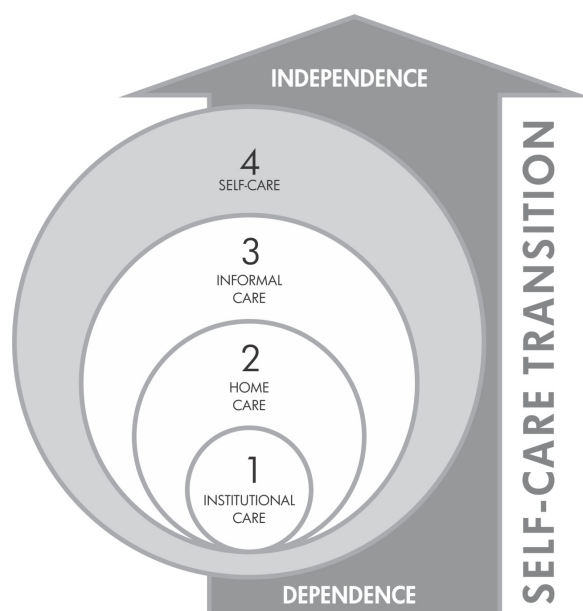 INDEPENDENCE
4
SELF-CARE
3
INFORMAL
CARE
2
HOME
CARE
1
INSTITUTIONAL
CARE
DEPENDENCE
SELF-CARE TRANSITION